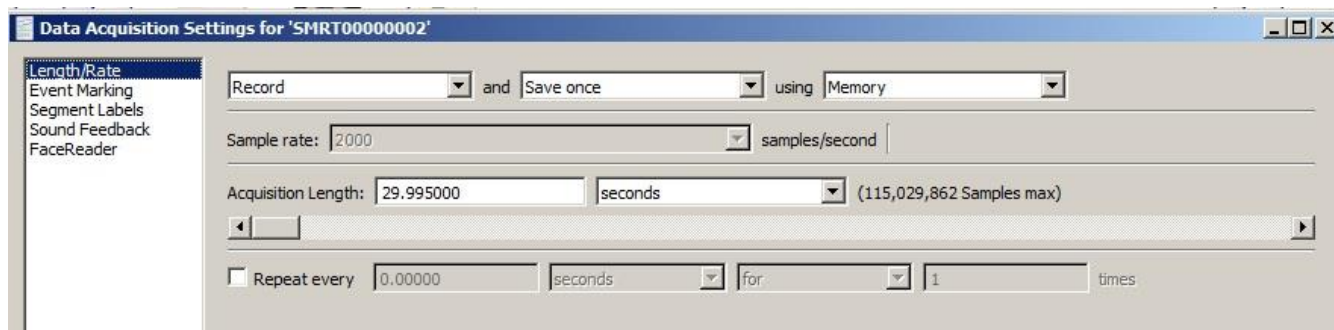 Data Acquisition Settings for 'SMRT00000002'
Length/Rate
Event Marking
Segment Labels
Sound Feedback
FaceReader
Record and Save once using Memory
Sample rate: 2000 samples/second
Acquisition Length: 29.995000 seconds (115,029,862 Samples max)
Repeat every 0.00000 seconds for 1 times